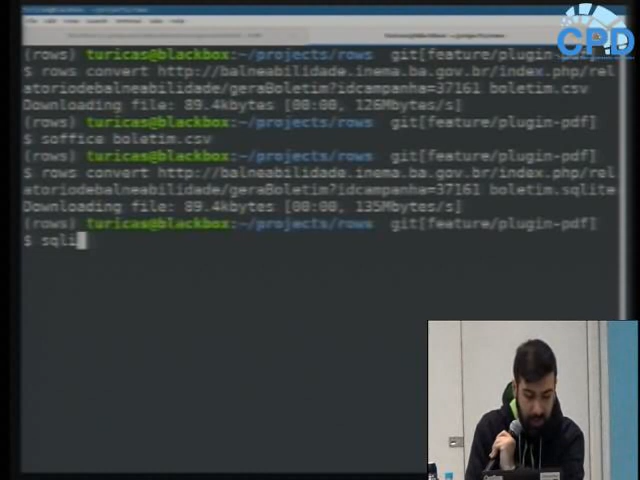 CPD
(rows) turicas@blackbox:~/projects/rows git[feature/plugin
$ rows convert http://balneabilidade.inema.ba.gov.br/index.php/rel
atoriodebalneabilidade/geraBoletim?idcampanha=37161 boletim.csv
Downloading file: 89.4kbytes [00:00, 126Mbytes/s]
(rows) turicas@blackbox:~/projects/rows git[feature/plugin-pdf]
$ soffice boletim.csv
(rows) turicas@blackbox:~/projects/rows git[feature/plugin-pdf]
$ rows convert http://balneabilidade.inema.ba.gov.br/index.php/rel
atoriodebalneabilidade/geraBoletim?idcampanha=37161 boletim.sqlite
Downloading file: 89.4kbytes [00:00, 135Mbytes/s]
(rows) turicas@blackbox:~/projects/rows git[feature/plugin-pdf]
$ sqli